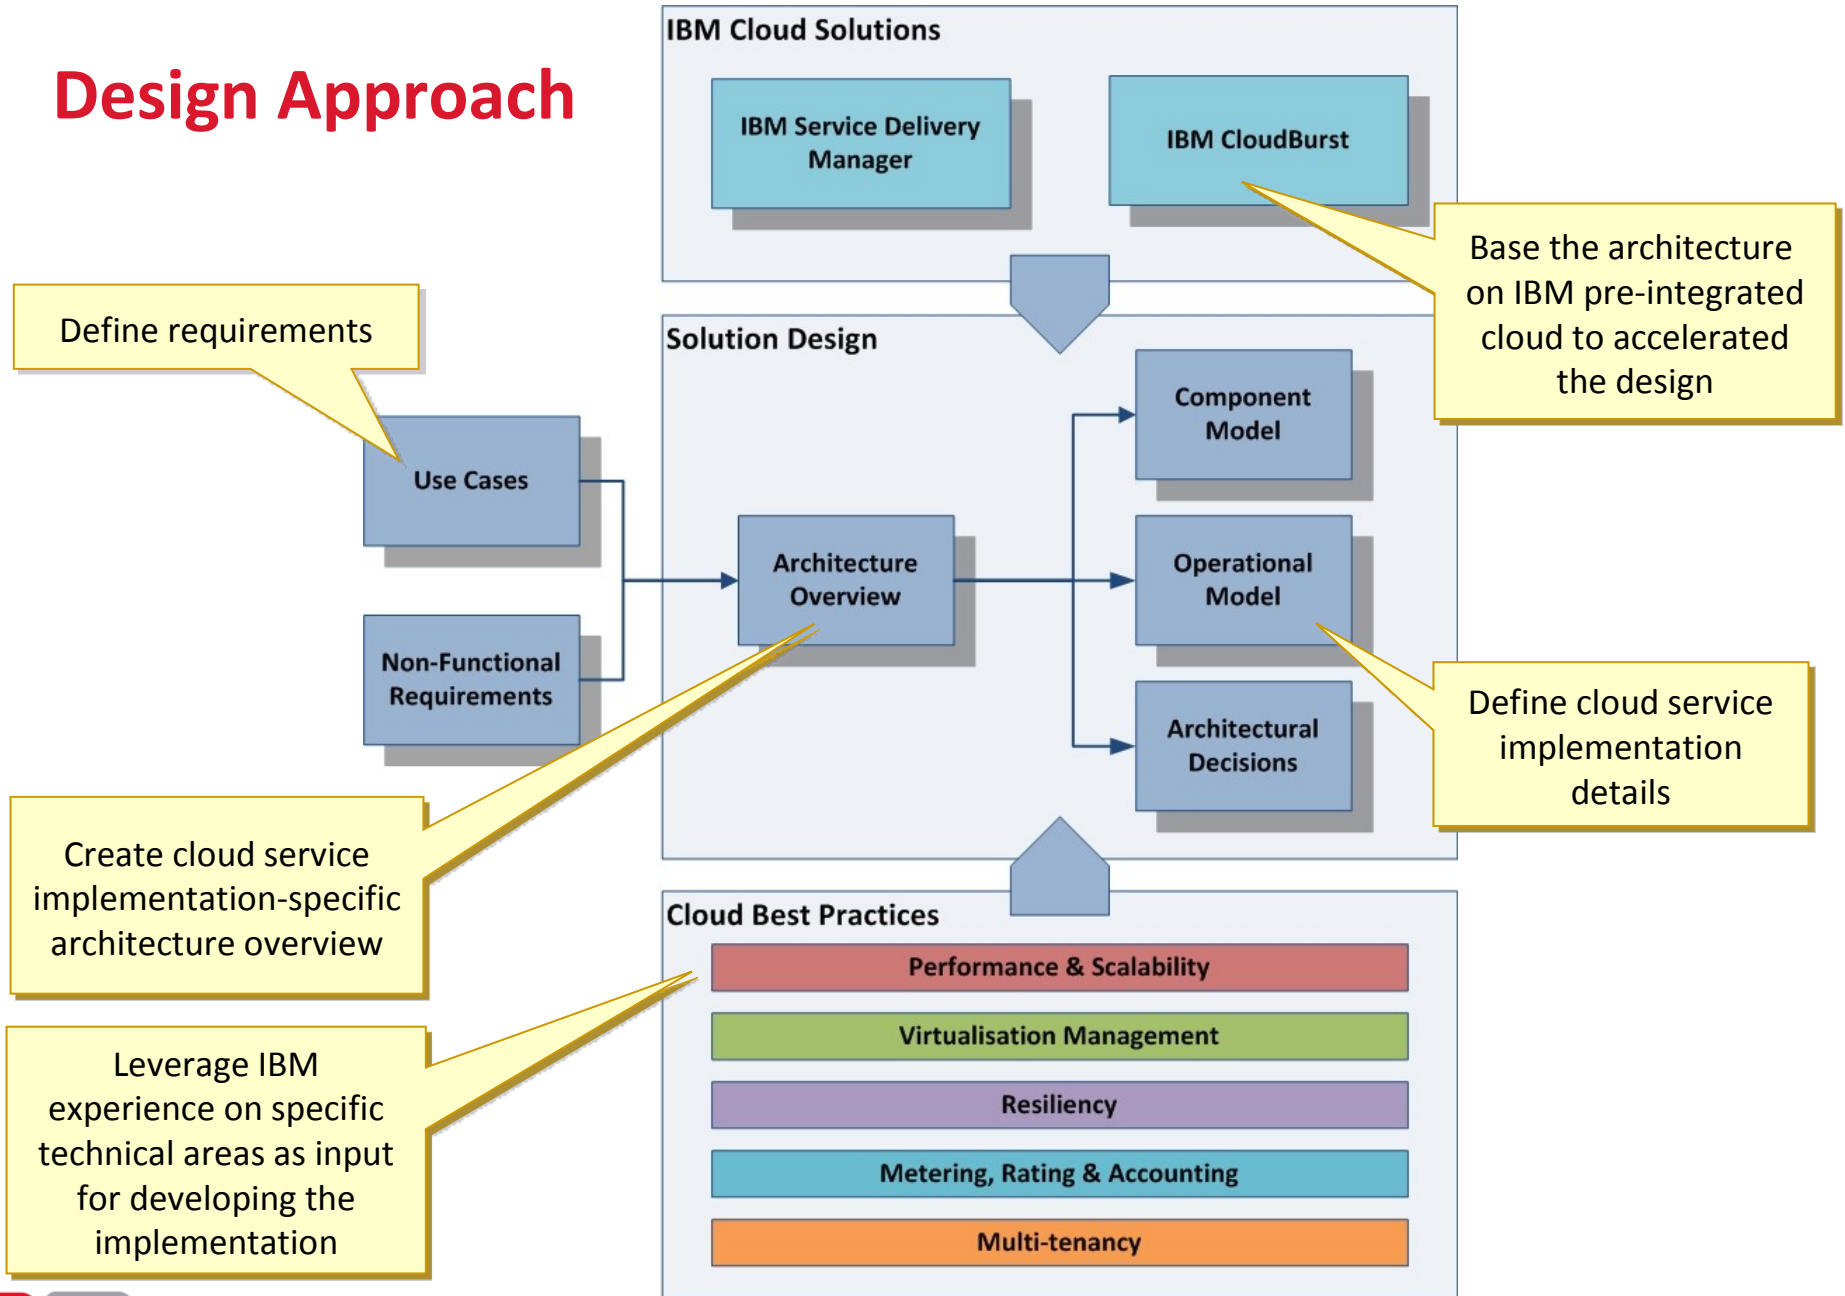 Design Approach
IBM Cloud Solutions
IBM Service Delivery
Manager
IBM CloudBurst
Base the architecture
on IBM pre-integrated
cloud to accelerated
the design
Define requirements
Solution Design
Use Cases
Non-Functional
Requirements
Architecture
Overview
Component
Model
Operational
Model
Architectural
Decisions
Define cloud service
implementation
details
Create cloud service
implementation-specific
architecture overview
Cloud Best Practices
Performance & Scalability
Virtualisation Management
Resiliency
Metering, Rating & Accounting
Multi-tenancy
Leverage IBM
experience on specific
technical areas as input
for developing the
implementation